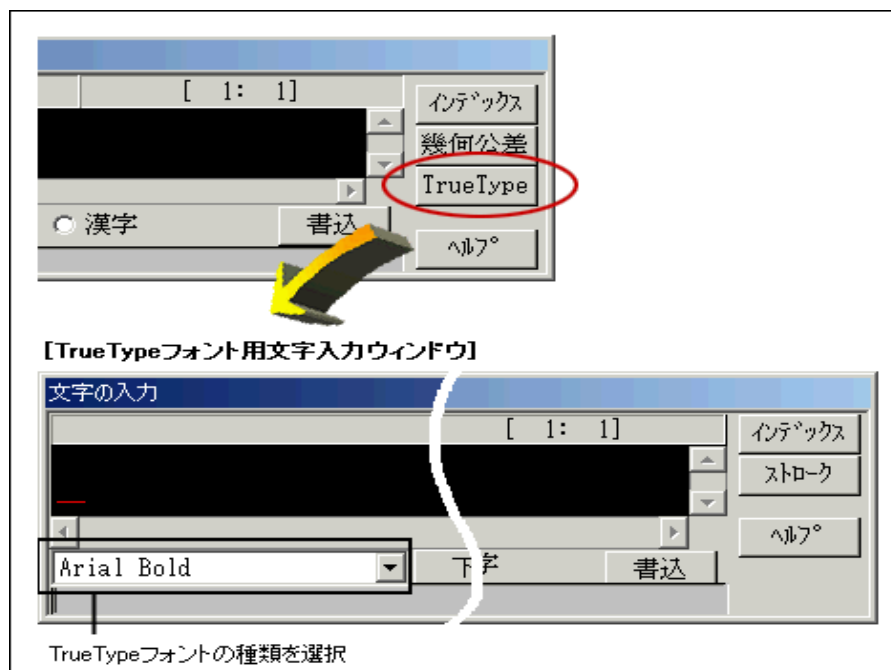 [ 1: 1]
インデックス
幾何公差
TrueType
漢字
書込
ヘルプ
[TrueTypeフォント用文字入力ウィンドウ]
文字の入力
[ 1: 1]
インデックス
ストローク
ヘルプ
Arial Bold
下字
書込
TrueTypeフォントの種類を選択